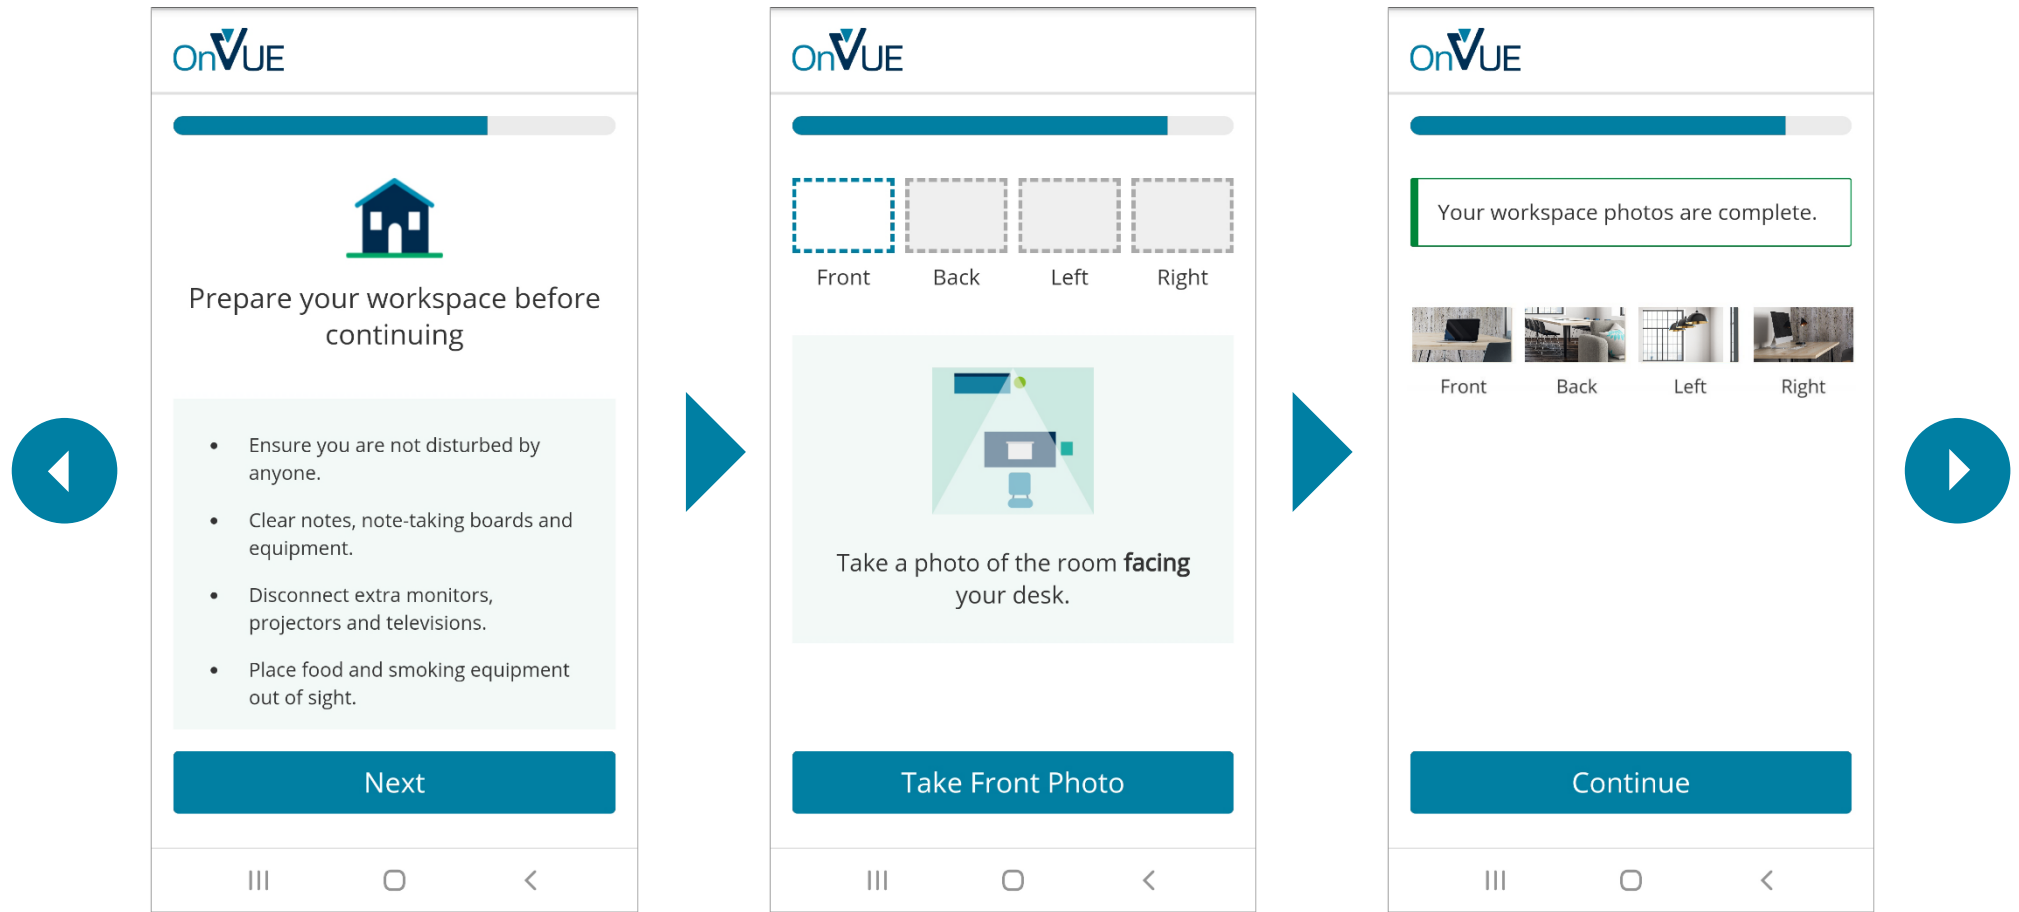 OnVUE
Prepare your workspace before
continuing
• Ensure you are not disturbed by
anyone.
• Clear notes, note-taking boards and
equipment.
• Disconnect extra monitors,
projectors and televisions.
• Place food and smoking equipment
out of sight.
Next
OnVUE
Front Back Left Right
Take a photo of the room facing
your desk.
Take Front Photo
OnVUE
Your workspace photos are complete.
Front Back Left Right
Continue